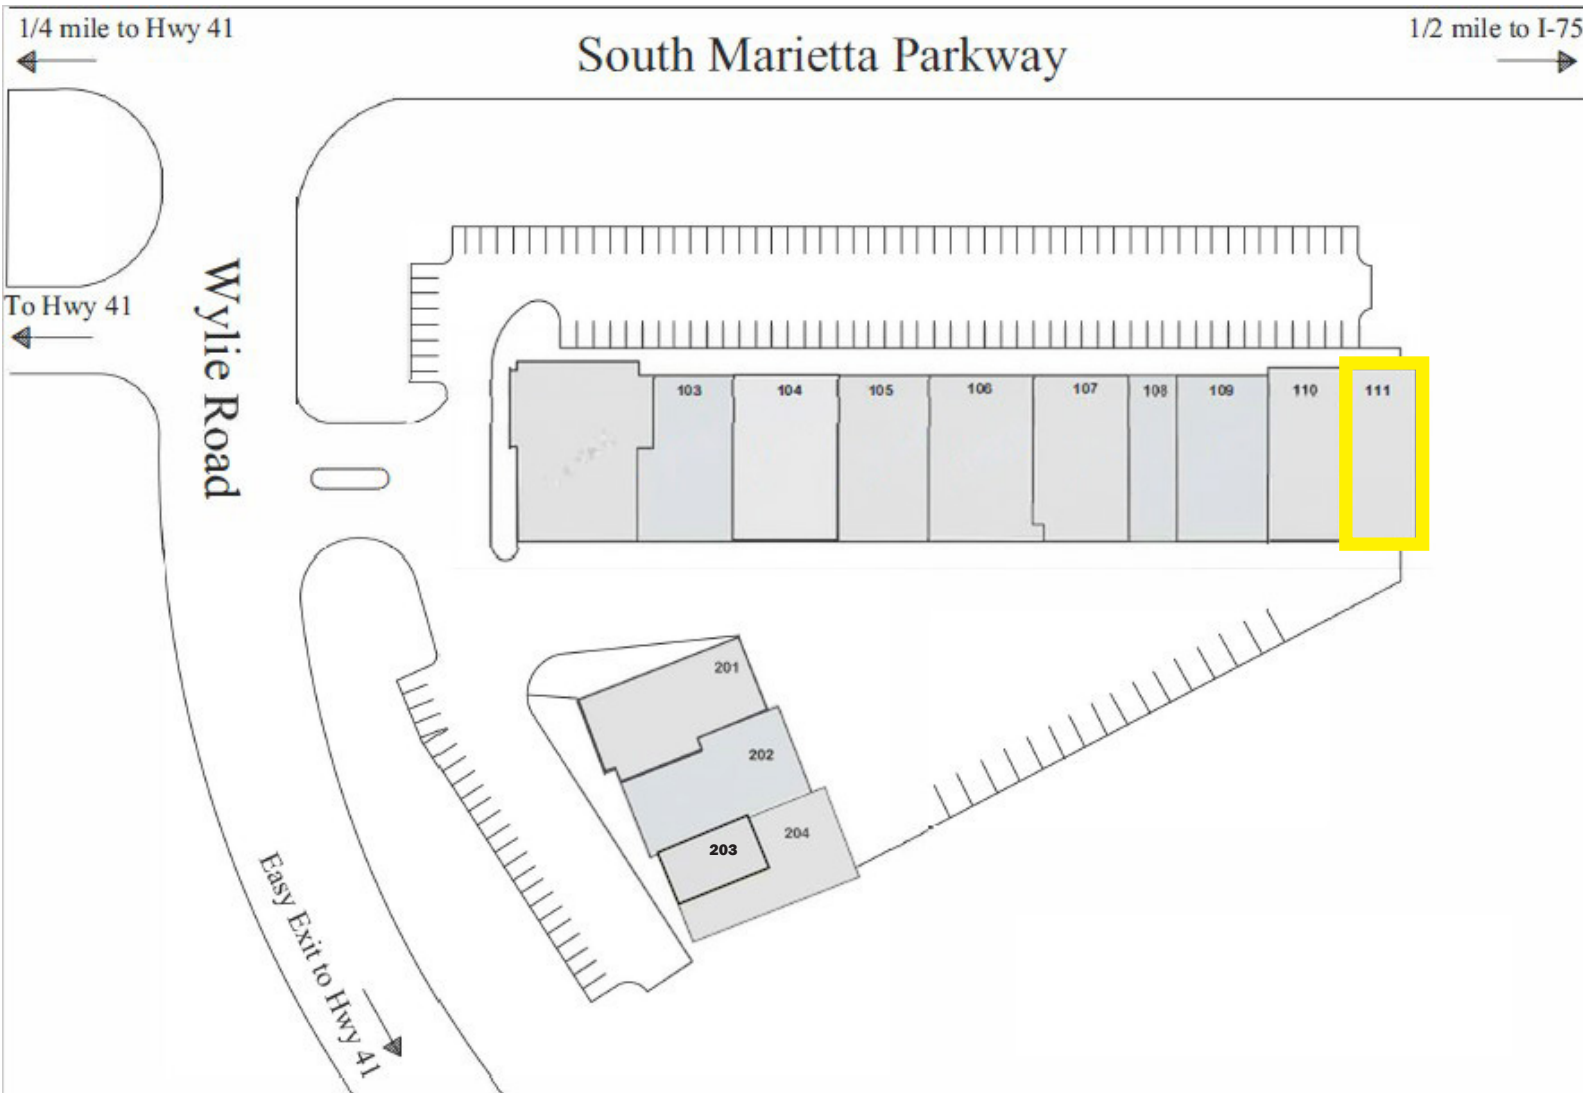 1/4 mile to Hwy 41
South Marietta Parkway
1/2 mile to I-75
To Hwy 41
Wylie Road
103
104
105
106
107
108
109
110
111
201
202
203
204
Easy Exit to Hwy 41